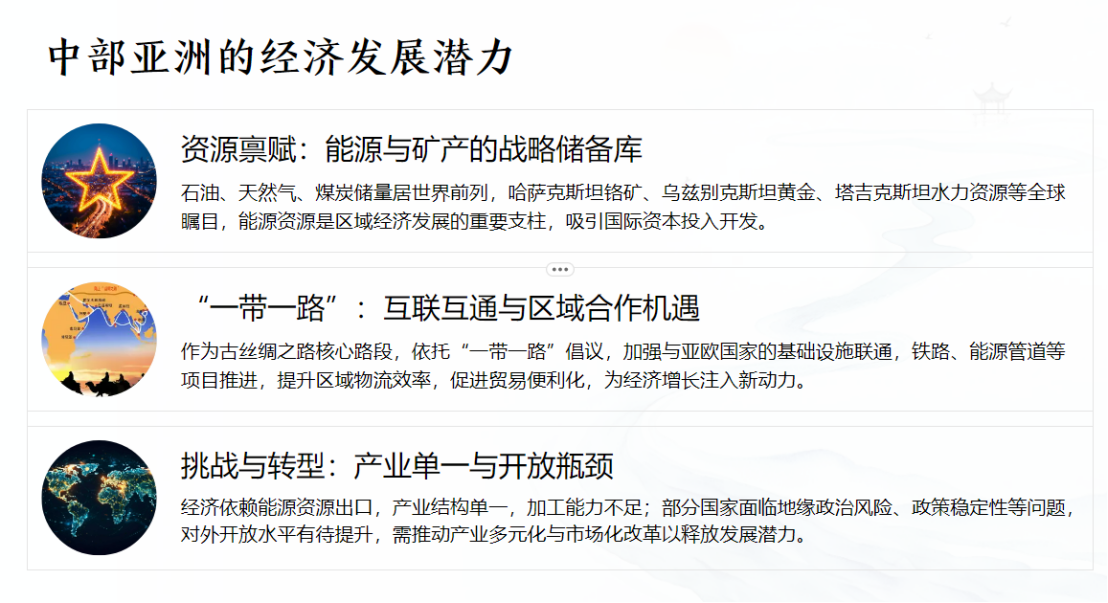 中部亚洲的经济发展潜力
资源禀赋：能源与矿产的战略储备库
石油、天然气、煤炭储量居世界前列，哈萨克斯坦铬矿、乌兹别克斯坦黄金、塔吉克斯坦水力资源等全球
瞩目，能源资源是区域经济发展的重要支柱，吸引国际资本投入开发。
“一带一路”：互联互通与区域合作机遇
作为古丝绸之路核心路段，依托“一带一路”倡议，加强与亚欧国家的基础设施联通，铁路、能源管道等
项目推进，提升区域物流效率，促进贸易便利化，为经济增长注入新动力。
挑战与转型：产业单一与开放瓶颈
经济依赖能源资源出口，产业结构单一，加工能力不足；部分国家面临地缘政治风险、政策稳定性等问题，
对外开放水平有待提升，需推动产业多元化与市场化改革以释放发展潜力。